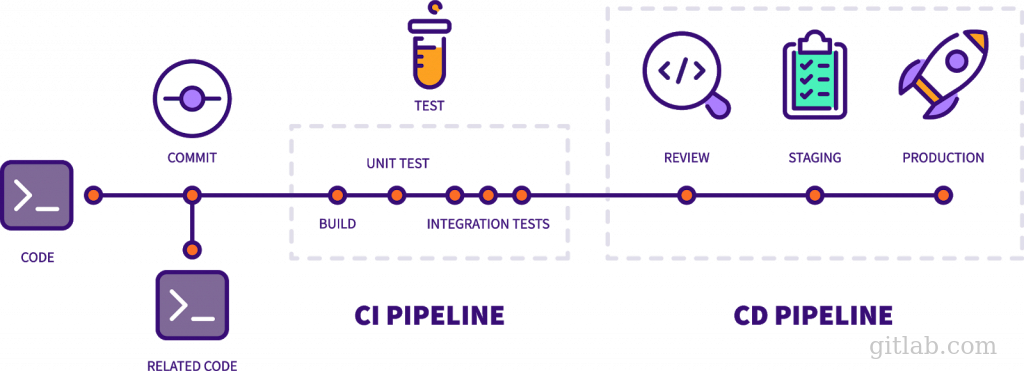 TEST
COMMIT
REVIEW
STAGING
PRODUCTION
UNIT TEST
BUILD
INTEGRATION TESTS
CODE
RELATED CODE
CI PIPELINE
CD PIPELINE
gitlab.com